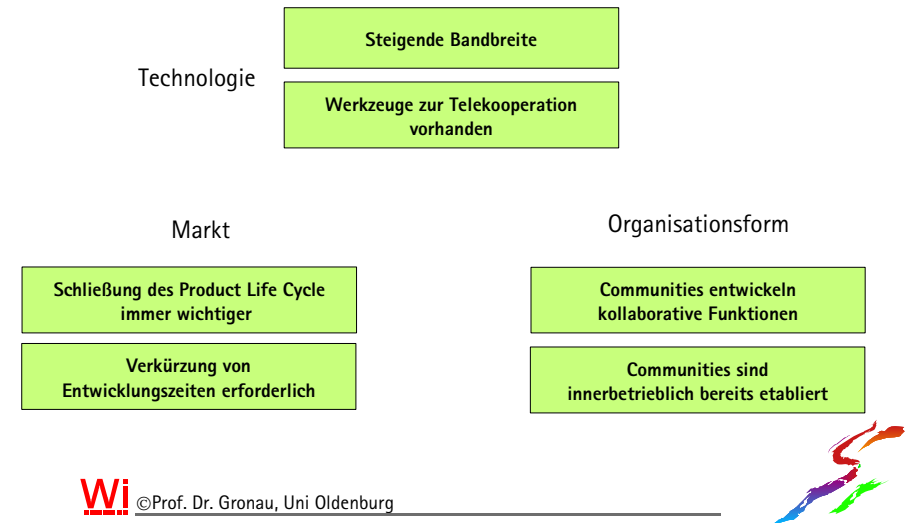 Steigende Bandbreite
Technologie
Werkzeuge zur Telekooperation
vorhanden
Markt
Schließung des Product Life Cycle
immer wichtiger
Verkürzung von
Entwicklungszeiten erforderlich
Organisationsform
Communities entwickeln
kollaborative Funktionen
Communities sind
innerbetrieblich bereits etabliert
Wi ©Prof. Dr. Gronau, Uni Oldenburg